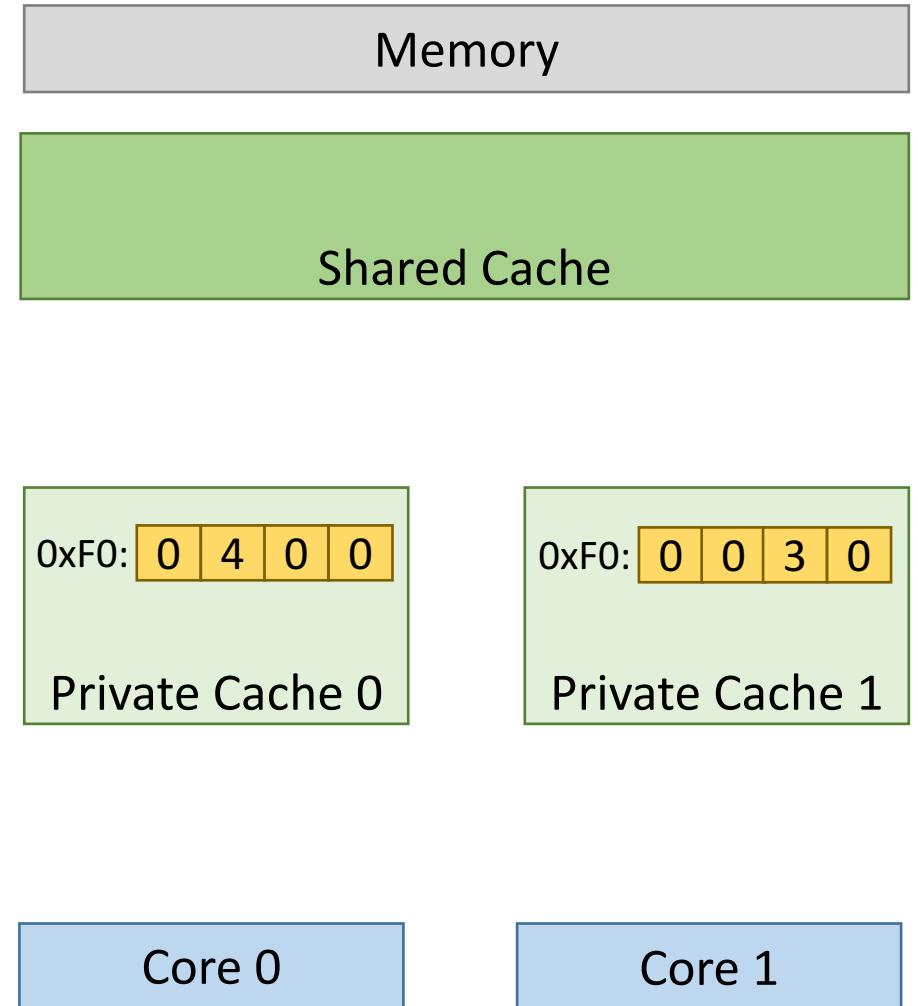 Memory
Shared Cache
0xF0: 0 4 0 0
0xF0: 0 0 3 0
Private Cache 0
Private Cache 1
Core 0
Core 1